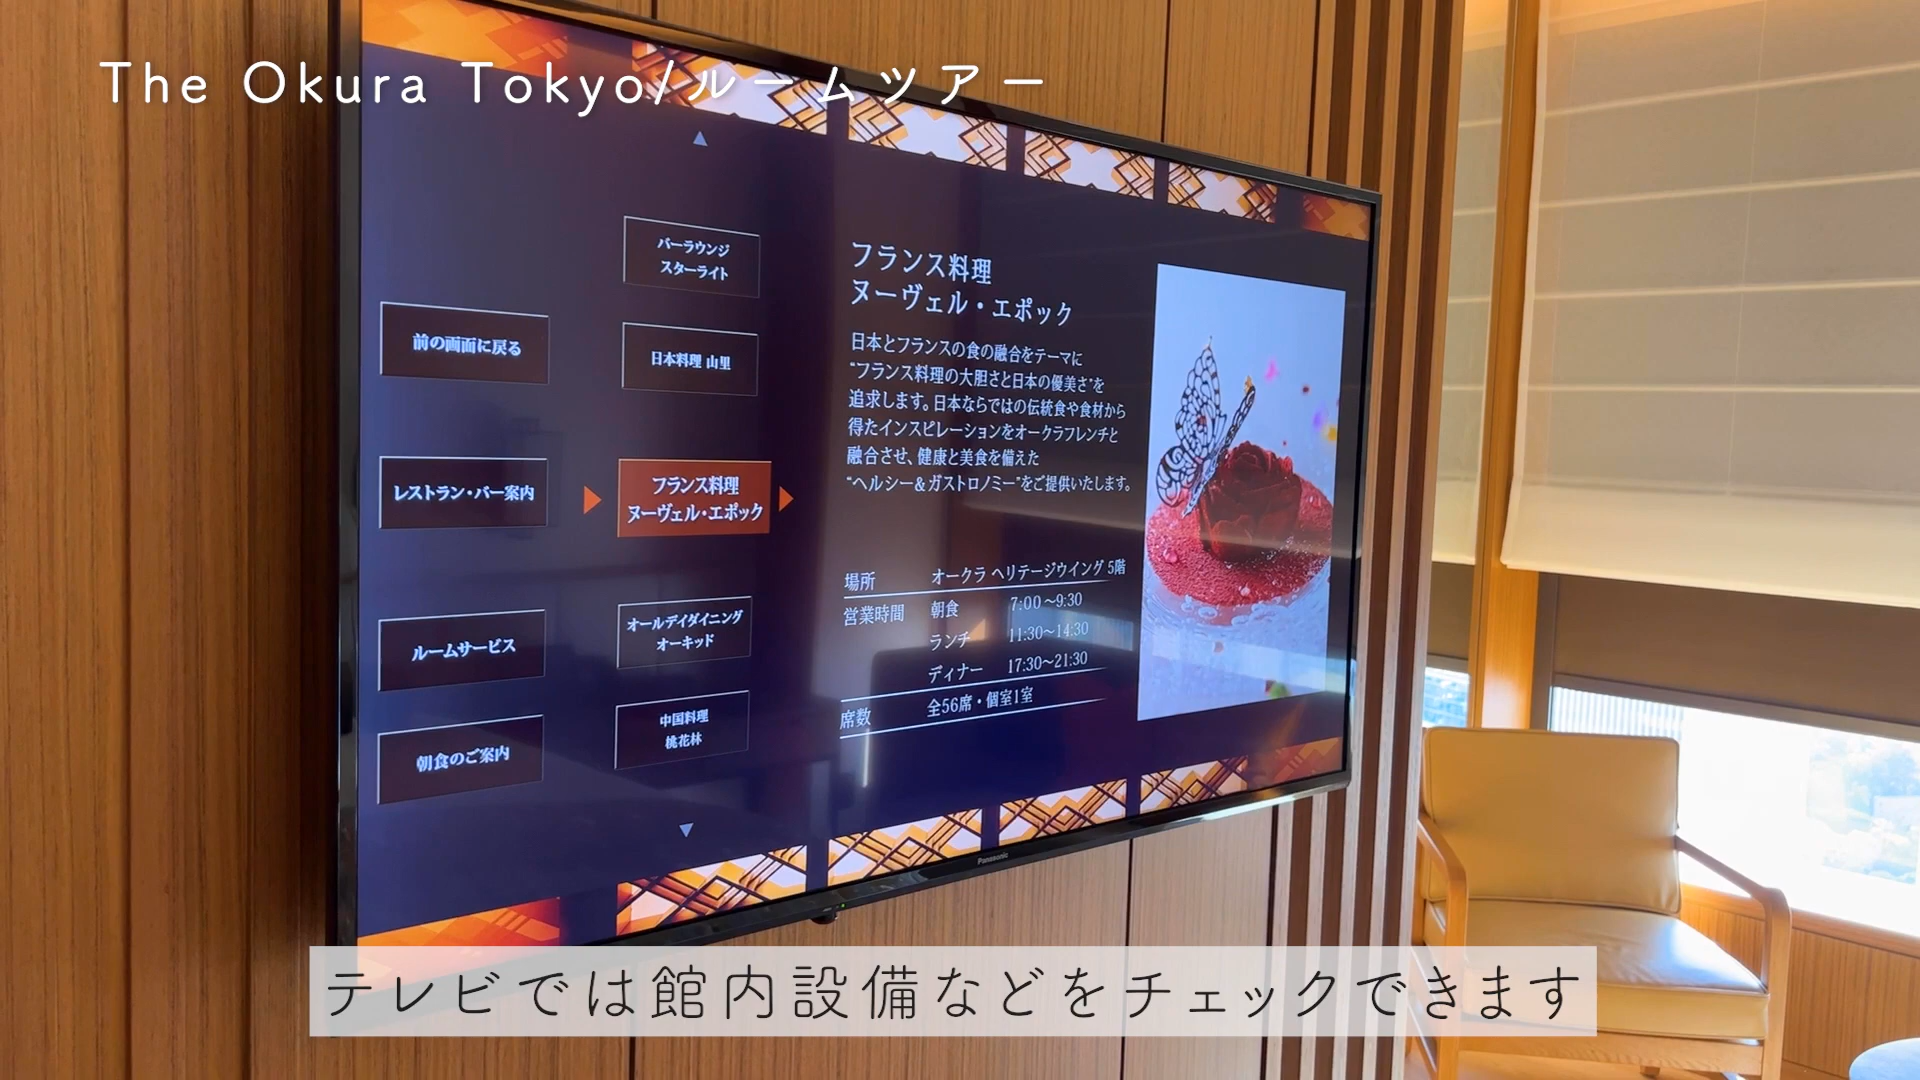 The Okura Tokyo/ルームツアー
バーラウンジ
スターライト
前の画面に戻る
日本料理 山里
レストラン・バー案内
フランス料理
ヌーヴェル・エポック
ルームサービス
オールデイダイニング
オーキッド
朝食のご案内
中国料理
桃花林
フランス料理
ヌーヴェル・エポック
日本とフランスの食の融合をテーマに
“フランス料理の大胆さと日本の優美さ”を
追求します。日本ならではの伝統食や食材から
得たインスピレーションをオークラフレンチと
融合させ、健康と美食を備えた
“ヘルシー&ガストロノミー”をご提供いたします。
場所 オークラ ヘリテージウイング 5階
営業時間 朝食 7:00～9:30
ランチ 11:30～14:30
ディナー 17:30～21:30
席数 全56席・個室1室
Panasonic
テレビでは館内設備などをチェックできます